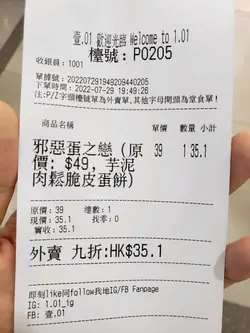 壹.01 歡迎光臨 Welcome to 1.01
檯號: P0205
收銀員: 1001
單據號: 2022072919492094402​05
下單時間: 2022-07-29 19:49:26
注:P/Z字頭檯號單為外賣單,其他字母開頭為堂食單!
商品名稱 單價 數量 小計
邪惡蛋之戀(原 39 1 35.1
價: $49, 芋泥
肉鬆脆皮蛋餅)
原價: 39 總數: 1
現價: 35.1 找零: 0
實收: 35.1
外賣 九折:HK$35.1
即刻like同follow我地IG/FB Fanpage
IG: 1.01_ig
FB: 壹.01